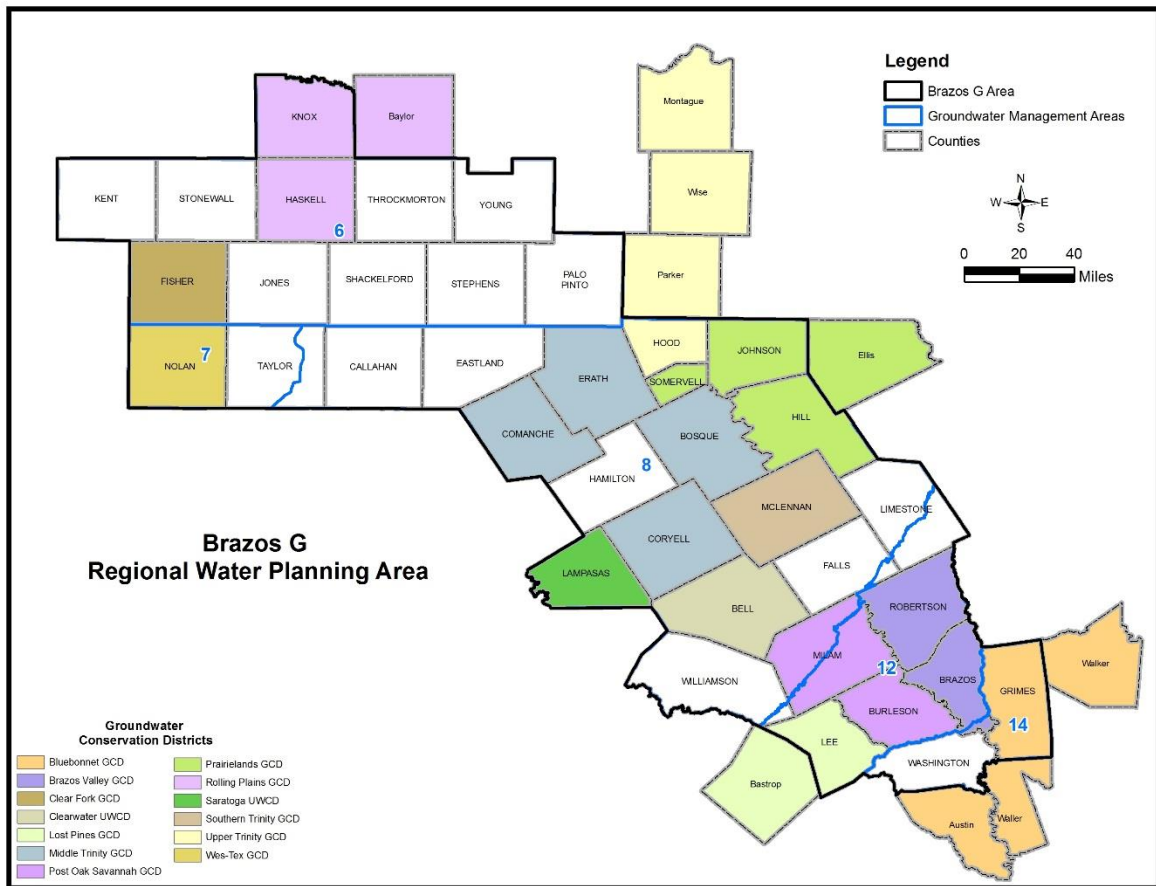 Legend
Brazos G Area
Groundwater Management Areas
Counties
N
W E
S
0 20 40
Miles
Montague
KNOX
Baylor
Wise
KENT
STONEWALL
HASKELL
THROCKMORTON
YOUNG
6
FISHER
JONES
SHACKELFORD
STEPHENS
PALO
PINTO
Parker
NOLAN
7
TAYLOR
CALLAHAN
EASTLAND
ERATH
HOOD
JOHNSON
Ellis
SOMERVELL
COMANCHE
BOSQUE
HILL
HAMILTON
8
MCLENNAN
LIMESTONE
Brazos G
Regional Water Planning Area
CORYELL
LAMPASAS
FALLS
BELL
ROBERTSON
MILAM
12
WILLIAMSON
BRAZOS
GRIMES
Walker
BURLESON
14
LEE
WASHINGTON
Bastrop
Austin
Waller
Groundwater
Conservation Districts
Bluebonnet GCD
Brazos Valley GCD
Clear Fork GCD
Clearwater UWCD
Lost Pines GCD
Middle Trinity GCD
Post Oak Savannah GCD
Prairielands GCD
Rolling Plains GCD
Saratoga UWCD
Southern Trinity GCD
Upper Trinity GCD
Wes-Tex GCD